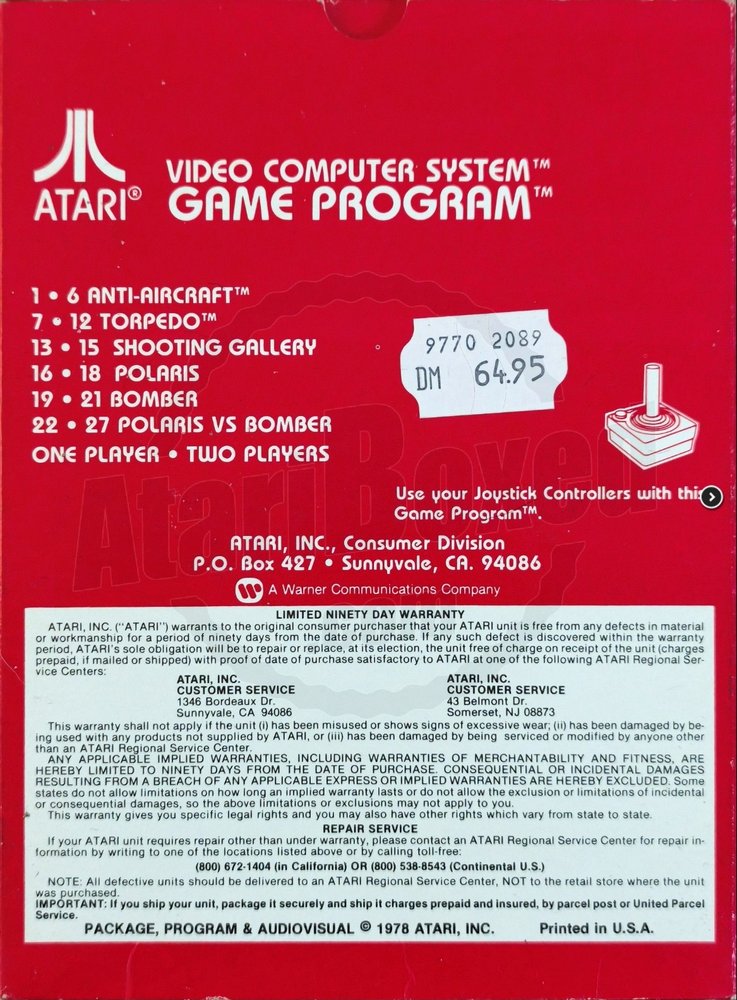 VIDEO COMPUTER SYSTEM™
ATARI® GAME PROGRAM™
1 • 6 ANTI-AIRCRAFT™
7 • 12 TORPEDO™
13 • 15 SHOOTING GALLERY
16 • 18 POLARIS
19 • 21 BOMBER
22 • 27 POLARIS VS BOMBER
ONE PLAYER • TWO PLAYERS
9770 2089
DM 64.95
AtariBoxed
Use your Joystick Controllers with this
Game Program™.
ATARI, INC., Consumer Division
P.O. Box 427 • Sunnyvale, CA. 94086
A Warner Communications Company
LIMITED NINETY DAY WARRANTY
ATARI, INC. ("ATARI") warrants to the original consumer purchaser that your ATARI unit is free from any defects in material
or workmanship for a period of ninety days from the date of purchase. If any such defect is discovered within the warranty
period, ATARI's sole obligation will be to repair or replace, at its election, the unit free of charge on receipt of the unit (charges
prepaid, if mailed or shipped) with proof of date of purchase satisfactory to ATARI at one of the following ATARI Regional Ser-
vice Centers:
ATARI, INC.
CUSTOMER SERVICE
1346 Bordeaux Dr.
Sunnyvale, CA 94086
ATARI, INC.
CUSTOMER SERVICE
43 Belmont Dr.
Somerset, NJ 08873
This warranty shall not apply if the unit (i) has been misused or shows signs of excessive wear; (ii) has been damaged by be-
ing used with any products not supplied by ATARI, or (iii) has been damaged by being serviced or modified by anyone other
than an ATARI Regional Service Center.
ANY APPLICABLE IMPLIED WARRANTIES, INCLUDING WARRANTIES OF MERCHANTABILITY AND FITNESS, ARE
HEREBY LIMITED TO NINETY DAYS FROM THE DATE OF PURCHASE. CONSEQUENTIAL OR INCIDENTAL DAMAGES
RESULTING FROM A BREACH OF ANY APPLICABLE EXPRESS OR IMPLIED WARRANTIES ARE HEREBY EXCLUDED. Some
states do not allow limitations on how long an implied warranty lasts or do not allow the exclusion or limitations of incidental
or consequential damages, so the above limitations or exclusions may not apply to you.
This warranty gives you specific legal rights and you may also have other rights which vary from state to state.
REPAIR SERVICE
If your ATARI unit requires repair other than under warranty, please contact an ATARI Regional Service Center for repair in-
formation by writing to one of the locations listed above or by calling toll-free:
(800) 672-1404 (in California) OR (800) 538-8543 (Continental U.S.)
NOTE: All defective units should be delivered to an ATARI Regional Service Center, NOT to the retail store where the unit
was purchased.
IMPORTANT: If you ship your unit, package it securely and ship it charges prepaid and insured, by parcel post or United Parcel
Service.
PACKAGE, PROGRAM & AUDIOVISUAL © 1978 ATARI, INC. Printed in U.S.A.